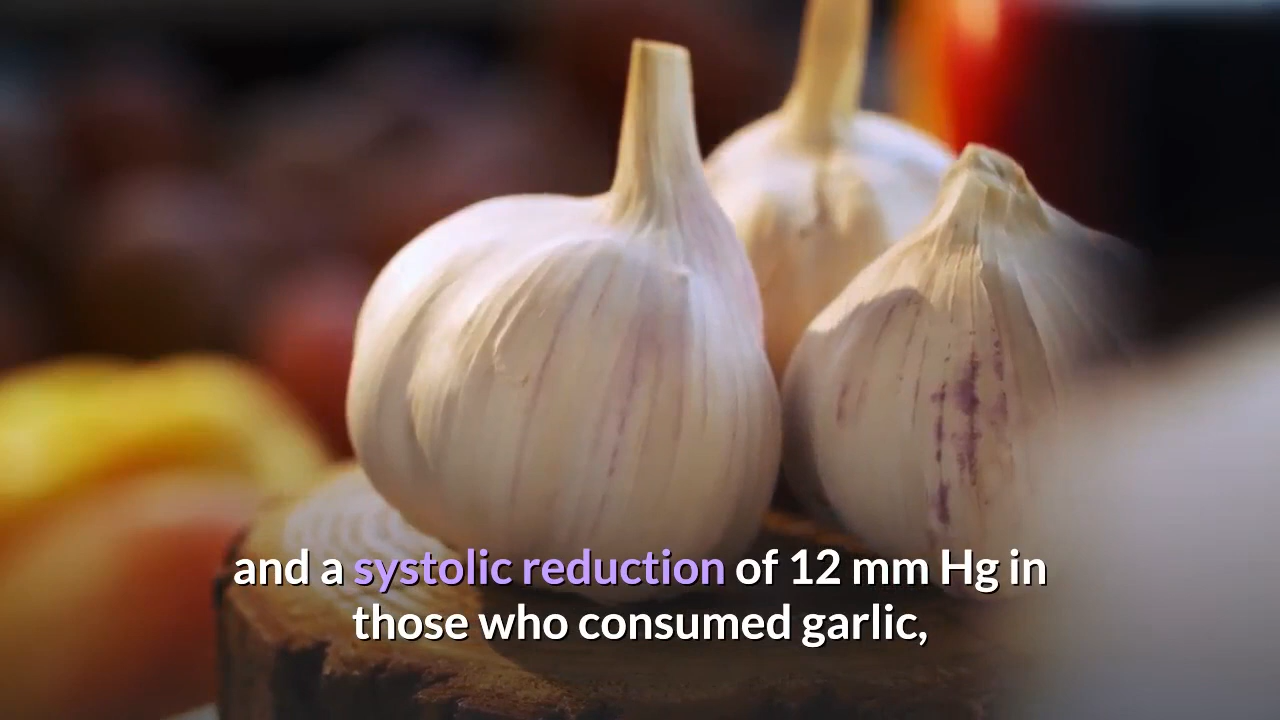 and a systolic reduction of 12 mm Hg in
those who consumed garlic,